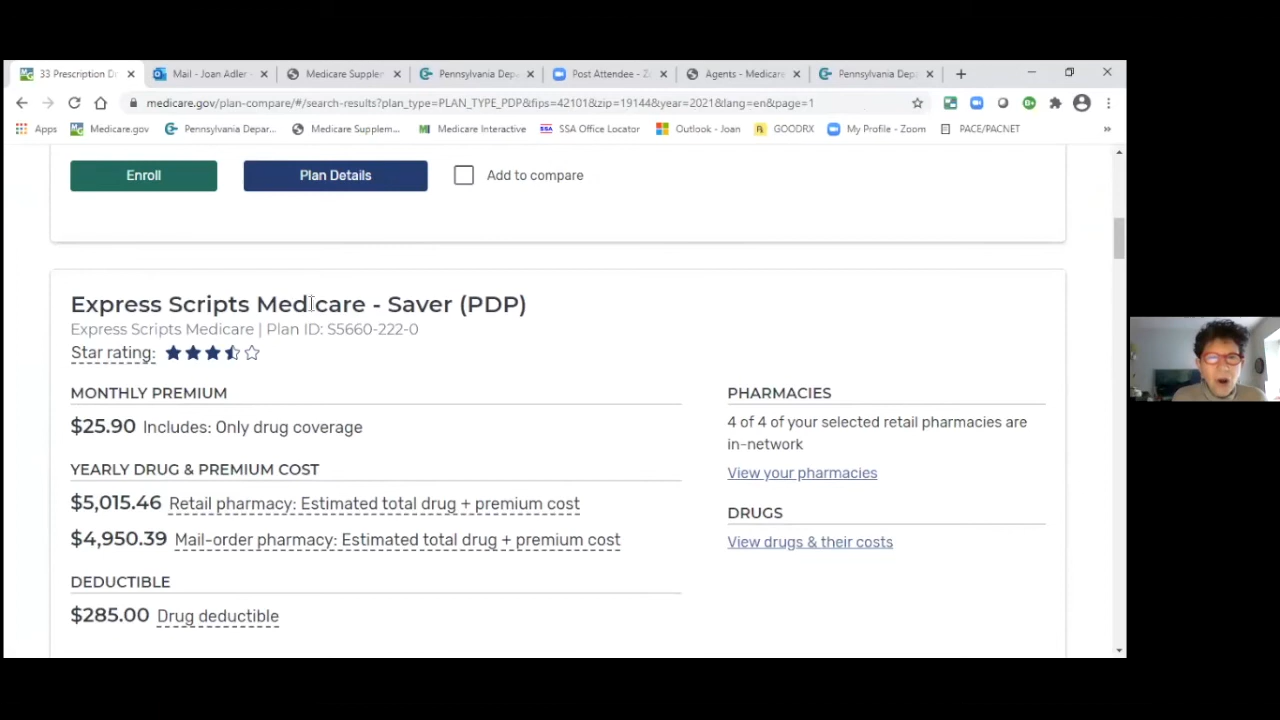 33 Prescription Dr
Mail - Joan Adler -
Medicare Supplem
Pennsylvania Depa
Post Attendee - Z
Agents - Medicare
Pennsylvania Depa
medicare.gov/plan-compare/#/search-results?plan_type=PLAN_TYPE_PDP&fips=42101&zip=19144&year=2021&lang=en&page=1
Apps Medicare.gov Pennsylvania Depar... Medicare Supplem... Medicare Interactive SSA Office Locator Outlook - Joan GOODRX My Profile - Zoom PACE/PACNET »
Enroll Plan Details Add to compare
Express Scripts Medicare - Saver (PDP)
Express Scripts Medicare | Plan ID: S5660-222-0
Star rating:
MONTHLY PREMIUM
$25.90 Includes: Only drug coverage
YEARLY DRUG & PREMIUM COST
$5,015.46 Retail pharmacy: Estimated total drug + premium cost
$4,950.39 Mail-order pharmacy: Estimated total drug + premium cost
DEDUCTIBLE
$285.00 Drug deductible
PHARMACIES
4 of 4 of your selected retail pharmacies are
in-network
View your pharmacies
DRUGS
View drugs & their costs